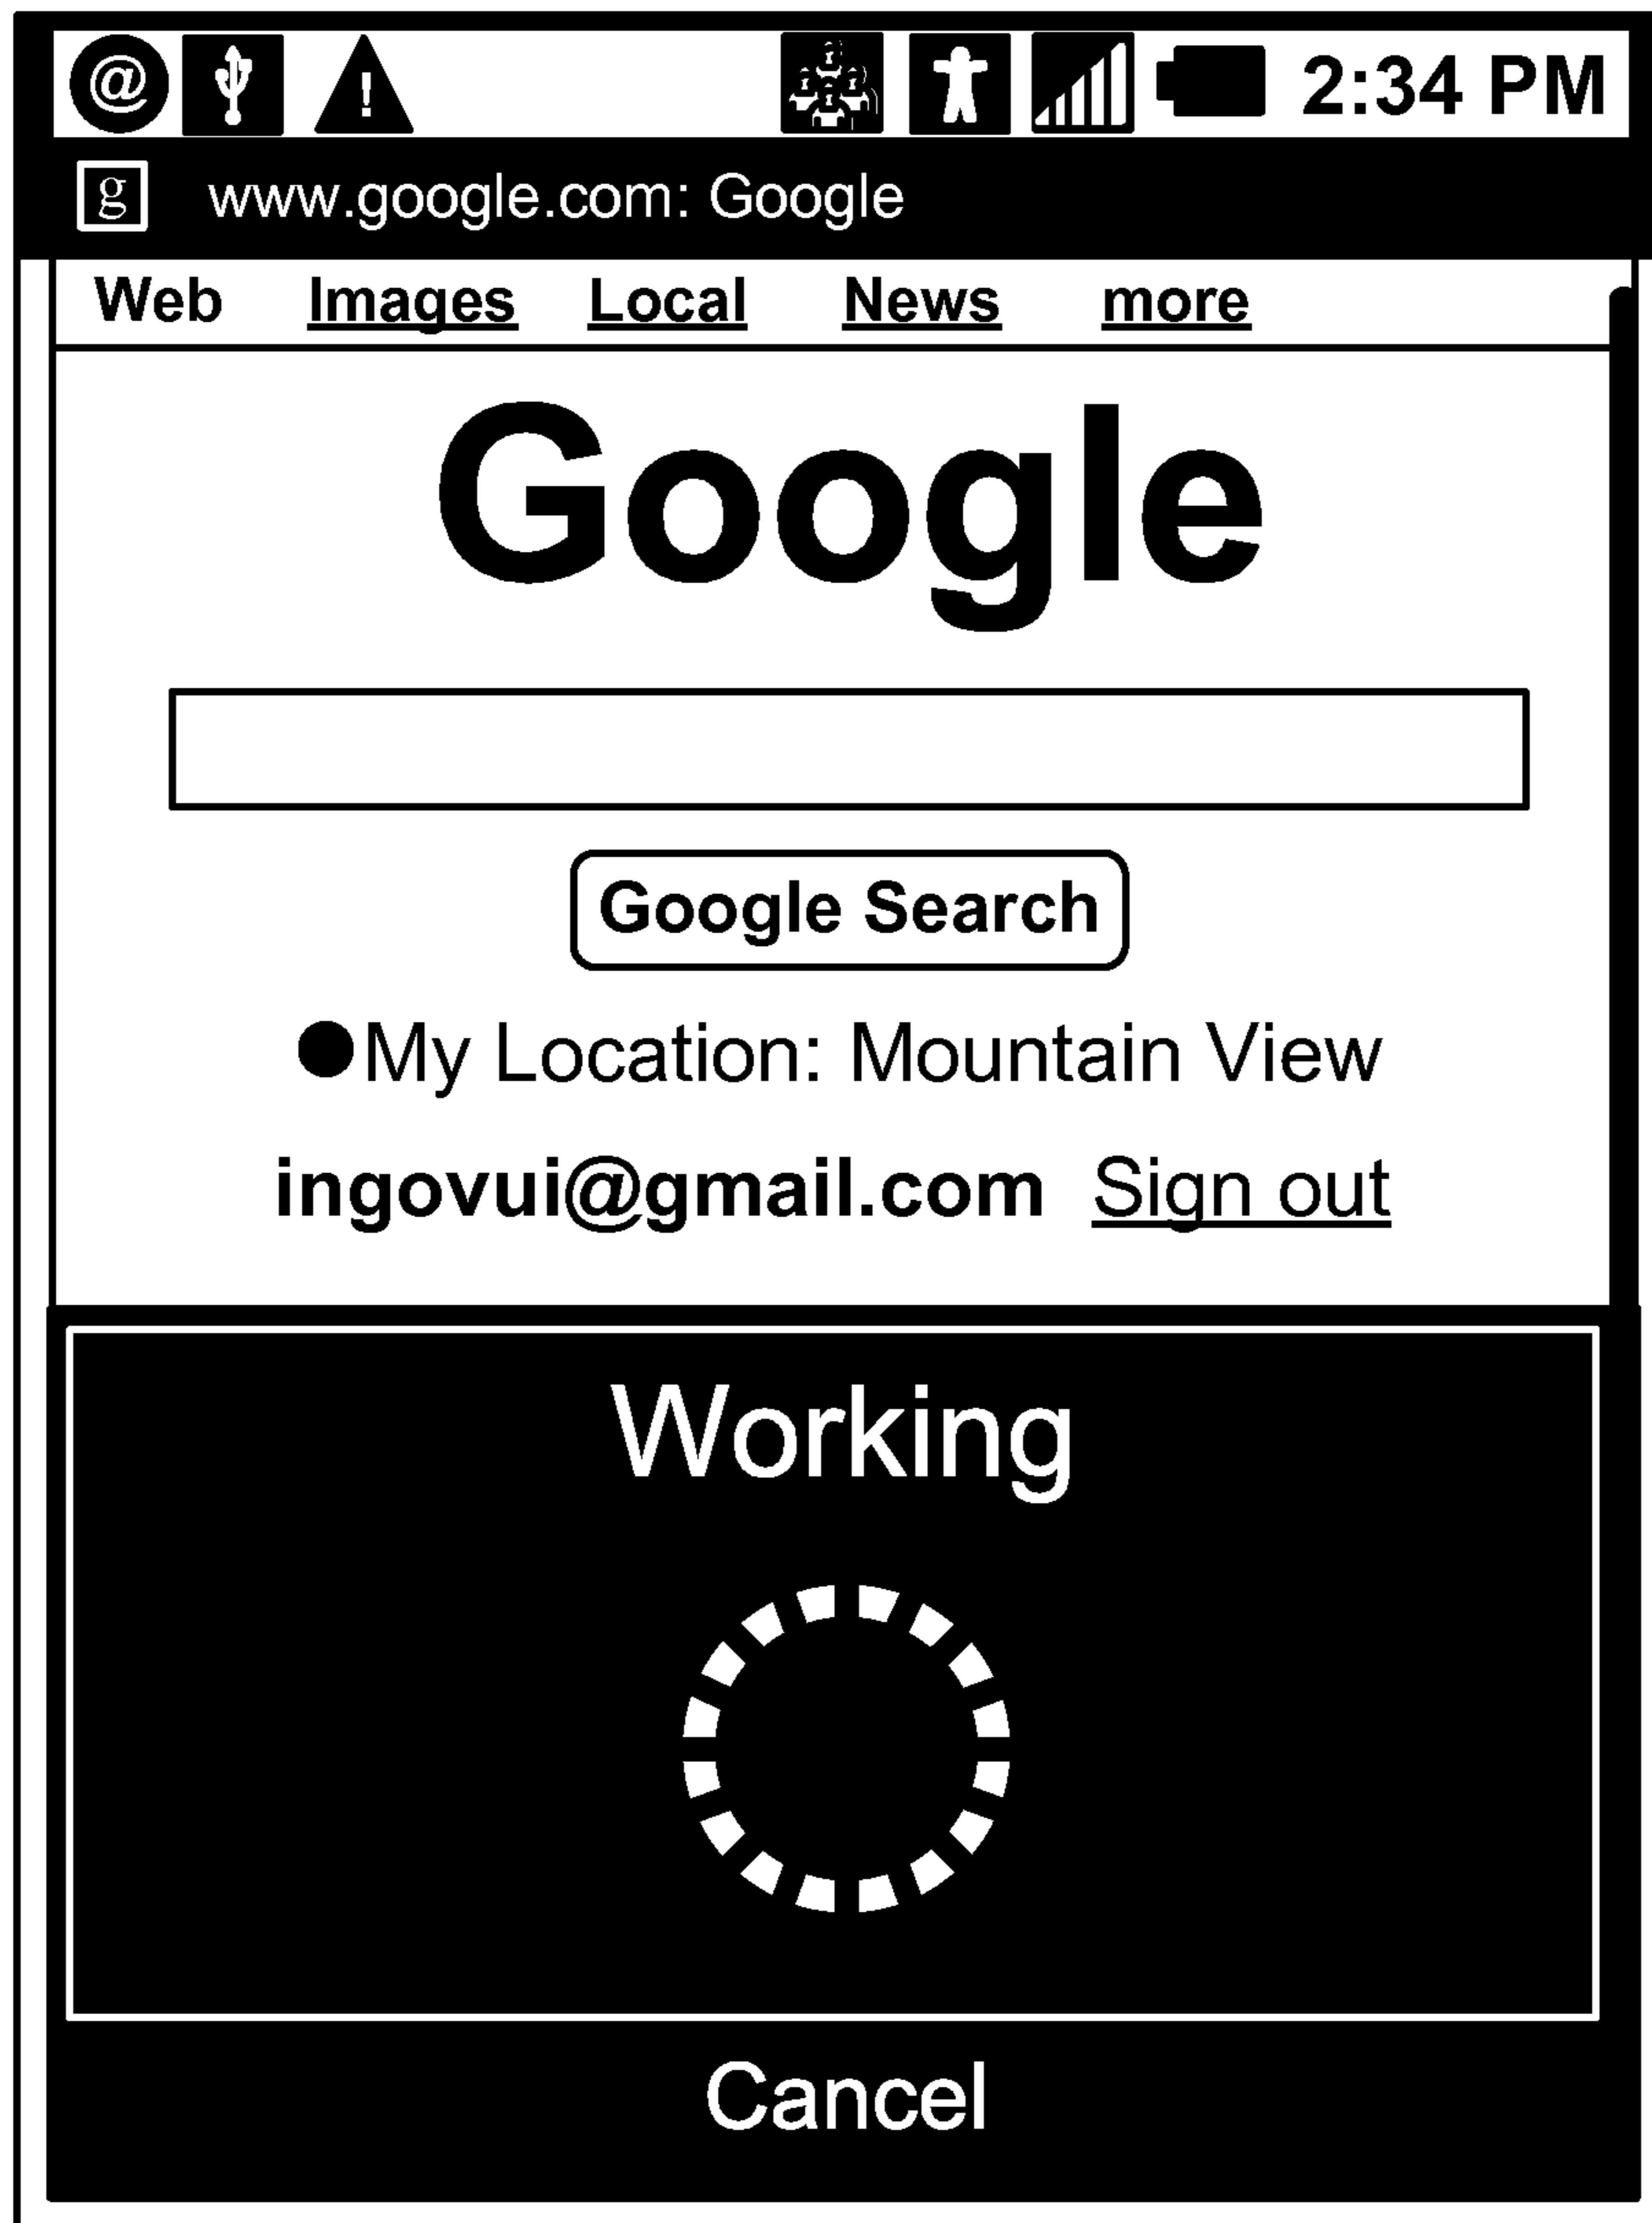 @ ! 2:34 PM
g www.google.com: Google
Web Images Local News more
Google
Google Search
My Location: Mountain View
ingovui@gmail.com Sign out
Working
Cancel